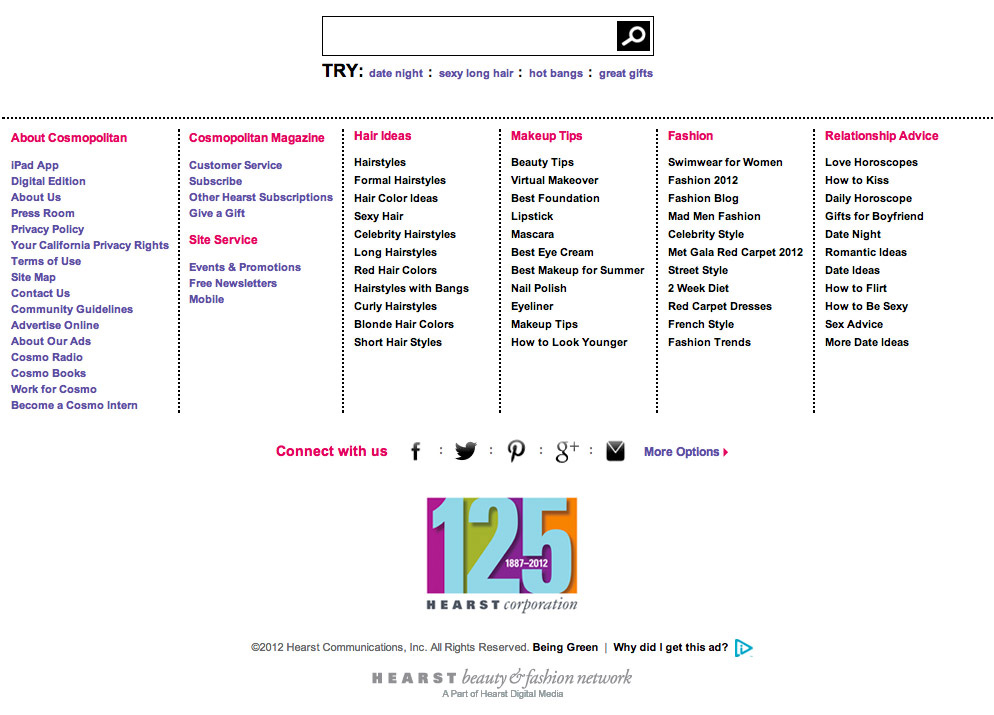 TRY: date night : sexy long hair : hot bangs : great gifts
About Cosmopolitan
iPad App
Digital Edition
About Us
Press Room
Privacy Policy
Your California Privacy Rights
Terms of Use
Site Map
Contact Us
Community Guidelines
Advertise Online
About Our Ads
Cosmo Radio
Cosmo Books
Work for Cosmo
Become a Cosmo Intern
Cosmopolitan Magazine
Customer Service
Subscribe
Other Hearst Subscriptions
Give a Gift
Site Service
Events & Promotions
Free Newsletters
Mobile
Hair Ideas
Hairstyles
Formal Hairstyles
Hair Color Ideas
Sexy Hair
Celebrity Hairstyles
Long Hairstyles
Red Hair Colors
Hairstyles with Bangs
Curly Hairstyles
Blonde Hair Colors
Short Hair Styles
Makeup Tips
Beauty Tips
Virtual Makeover
Best Foundation
Lipstick
Mascara
Best Eye Cream
Best Makeup for Summer
Nail Polish
Eyeliner
Makeup Tips
How to Look Younger
Fashion
Swimwear for Women
Fashion 2012
Fashion Blog
Mad Men Fashion
Celebrity Style
Met Gala Red Carpet 2012
Street Style
2 Week Diet
Red Carpet Dresses
French Style
Fashion Trends
Relationship Advice
Love Horoscopes
How to Kiss
Daily Horoscope
Gifts for Boyfriend
Date Night
Romantic Ideas
Date Ideas
How to Flirt
How to Be Sexy
Sex Advice
More Date Ideas
Connect with us f : : : g+ : More Options
125
1887–2012
HEARST corporation
©2012 Hearst Communications, Inc. All Rights Reserved. Being Green | Why did I get this ad?
HEARST beauty & fashion network
A Part of Hearst Digital Media